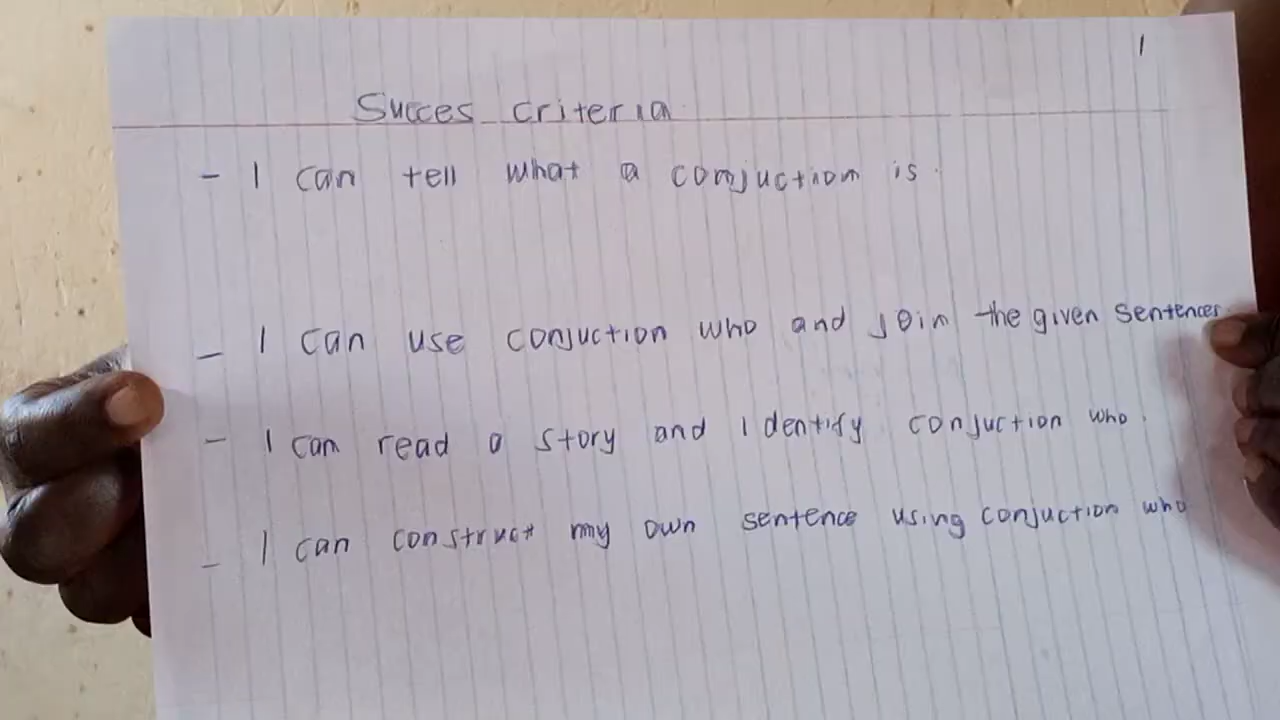 1
Succes criteria
- I can tell what a conjuction is.
- I can use conjuction who and join the given sentences
- I can read a story and identify conjuction who.
- I can construct my own sentence using conjuction who